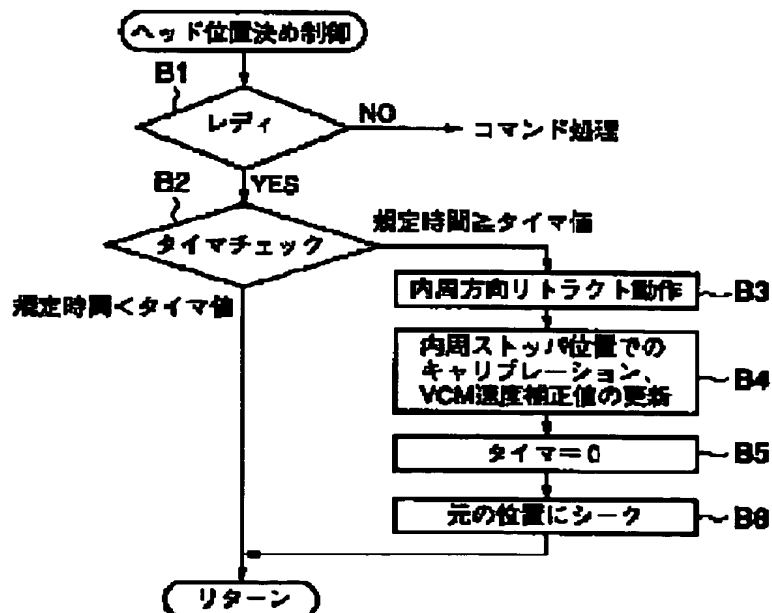 ヘッド位置決め制御
B1
レディ
NO
コマンド処理
YES
B2
タイマチェック
規定時間≧タイマ値
規定時間<タイマ値
内周方向リトラクト動作
B3
内周ストッパ位置での
キャリブレーション、
VCM速度補正値の更新
B4
タイマ=0
B5
元の位置にシーク
B6
リターン